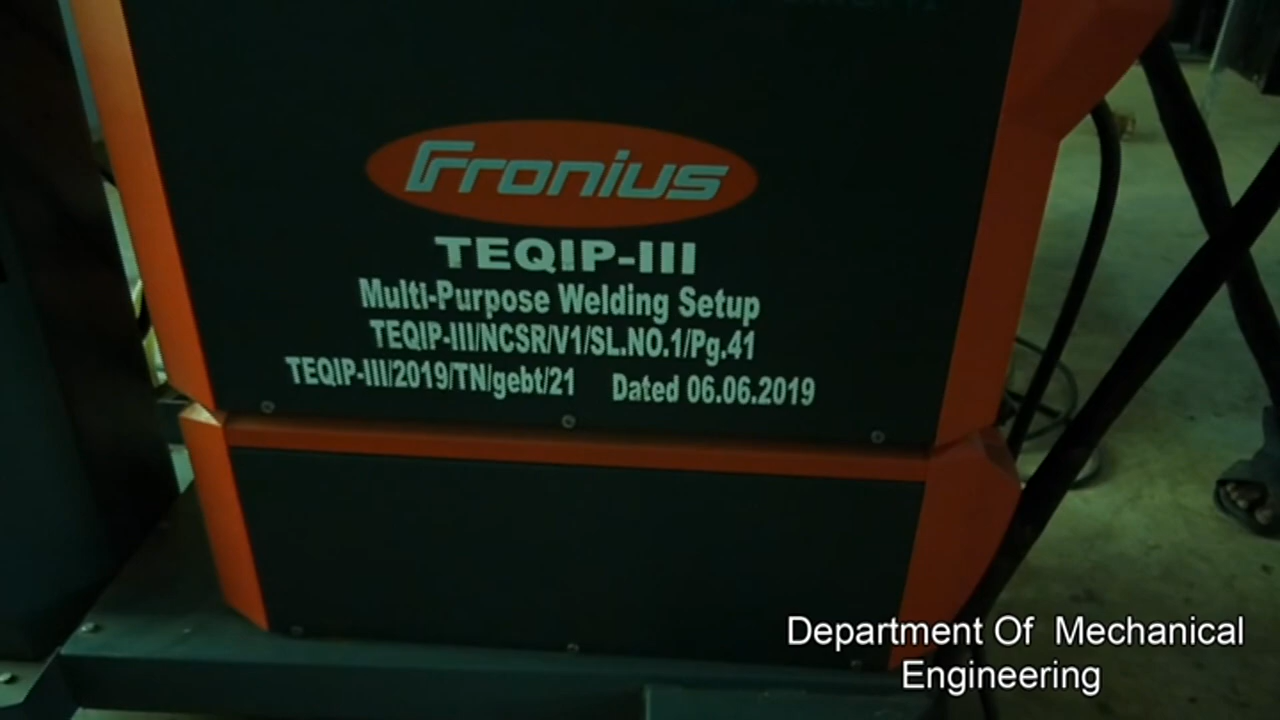 Fronius
TEQIP-III
Multi-Purpose Welding Setup
TEQIP-III/NCSR/V1/SL.NO.1/Pg.41
TEQIP-III/2019/TN/gebt/21 Dated 06.06.2019
Department Of Mechanical
Engineering